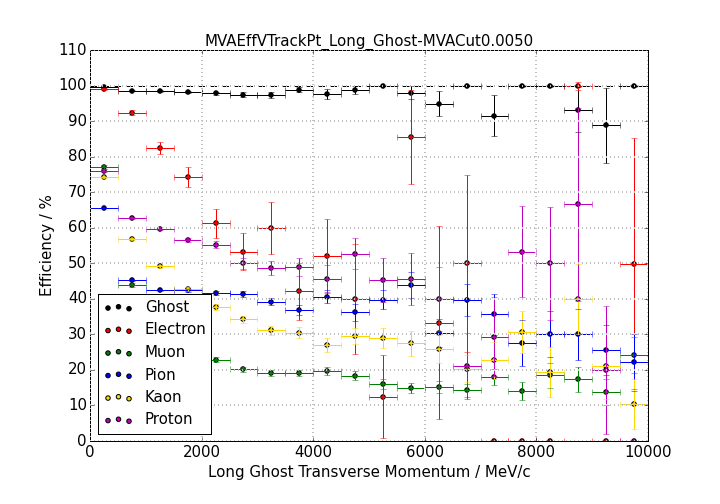 MVAEffVTrackPt_Long_Ghost-MVACut0.0050
110
100
90
80
70
60
50
40
30
20
10
0
Efficiency / %
Ghost
Electron
Muon
Pion
Kaon
Proton
0 2000 4000 6000 8000 10000
Long Ghost Transverse Momentum / MeV/c